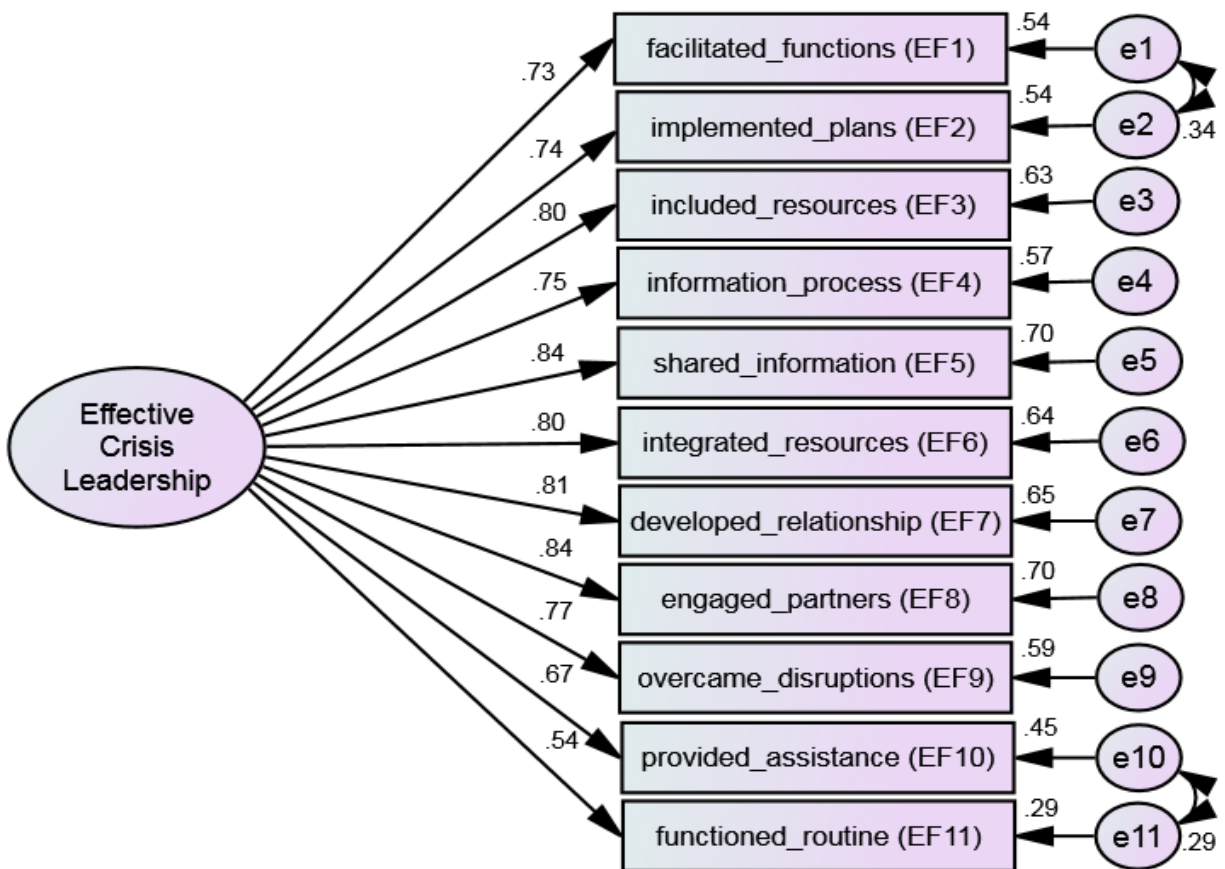 .73
facilitated_functions (EF1)
.54
e1
.74
implemented_plans (EF2)
.54
e2
.34
.80
included_resources (EF3)
.63
e3
.75
information_process (EF4)
.57
e4
.84
shared_information (EF5)
.70
e5
Effective
Crisis
Leadership
.80
integrated_resources (EF6)
.64
e6
.81
developed_relationship (EF7)
.65
e7
.84
engaged_partners (EF8)
.70
e8
.77
overcame_disruptions (EF9)
.59
e9
.67
provided_assistance (EF10)
.45
e10
.54
functioned_routine (EF11)
.29
e11
.29